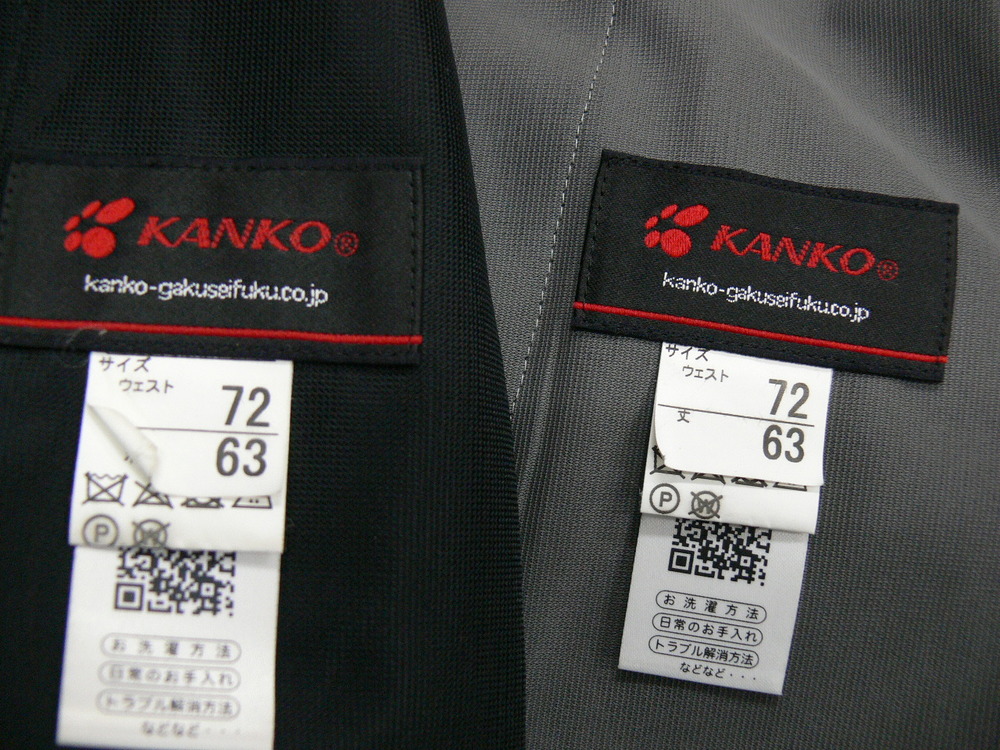 KANKO®
kanko-gakuseifuku.co.jp
サイズ
ウェスト
72
63
P
W
お洗濯方法
日常のお手入れ
トラブル解消方法
などなど・・・
KANKO®
kanko-gakuseifuku.co.jp
サイズ
ウェスト
72
丈
63
P
W
お洗濯方法
日常のお手入れ
トラブル解消方法
などなど・・・